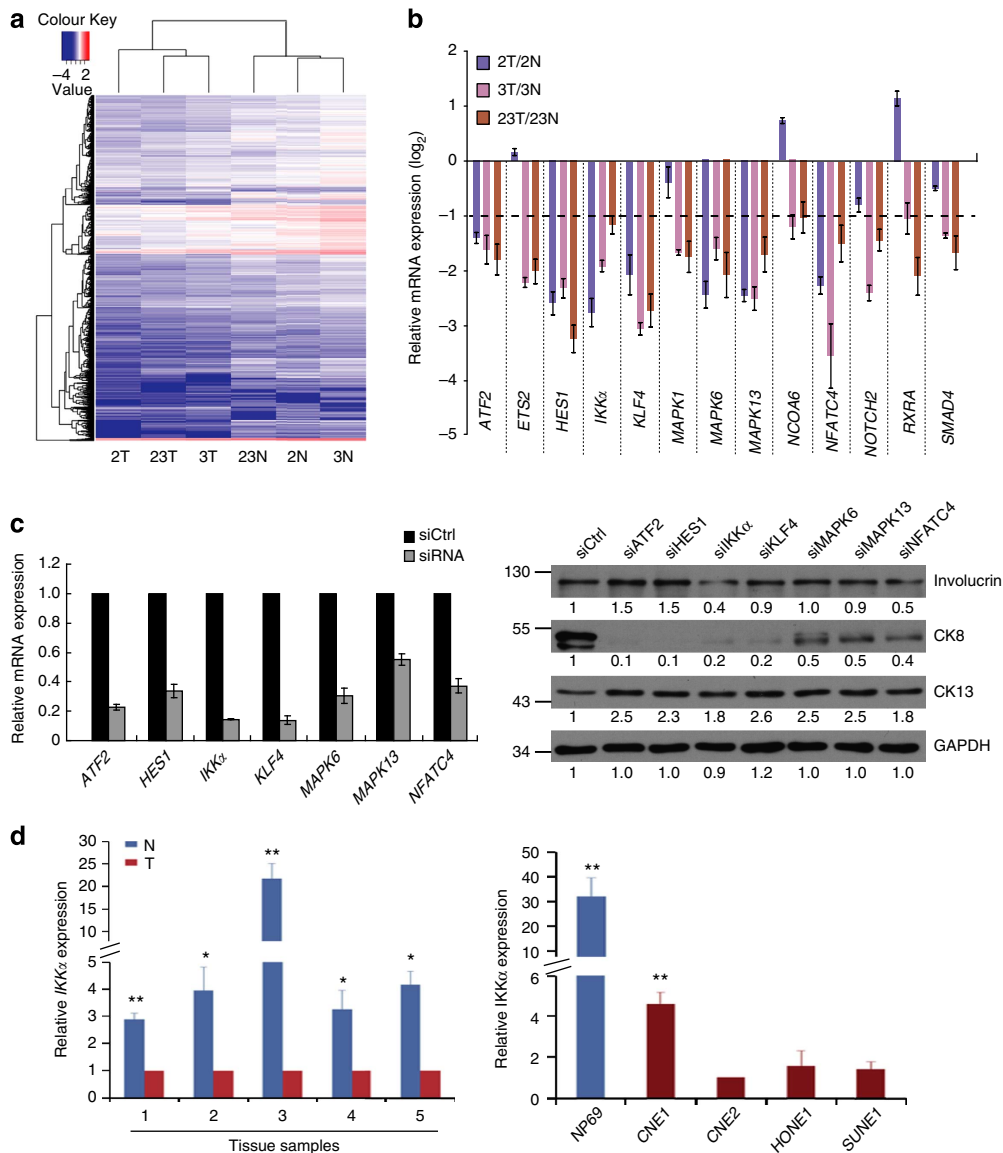 a
Colour Key
−4 2
Value
2T 23T 3T 23N 2N 3N
b
Relative mRNA expression (log2)
2
1
0
−1
−2
−3
−4
−5
2T/2N
3T/3N
23T/23N
ATF2 ETS2 HES1 IKKα KLF4 MAPK1 MAPK6 MAPK13 NCOA6 NFATC4 NOTCH2 RXRA SMAD4
c
siCtrl
siRNA
Relative mRNA expression
1.2
1.0
0.8
0.6
0.4
0.2
0
ATF2 HES1 IKKα KLF4 MAPK6 MAPK13 NFATC4
siCtrl siATF2 siHES1 siIKKα siKLF4 siMAPK6 siMAPK13 siNFATC4
130 Involucrin
1 1.5 1.5 0.4 0.9 1.0 0.9 0.5
55 CK8
1 0.1 0.1 0.2 0.2 0.5 0.5 0.4
43 CK13
1 2.5 2.3 1.8 2.6 2.5 2.5 1.8
34 GAPDH
1 1.0 1.0 0.9 1.2 1.0 1.0 1.0
d
Relative IKKα expression
30
25
20
15
10
5
4
3
2
1
0
N
T
** * ** * *
1 2 3 4 5
Tissue samples
Relative IKKα expression
50
40
30
20
10
6
4
2
0
** **
NP69 CNE1 CNE2 HONE1 SUNE1